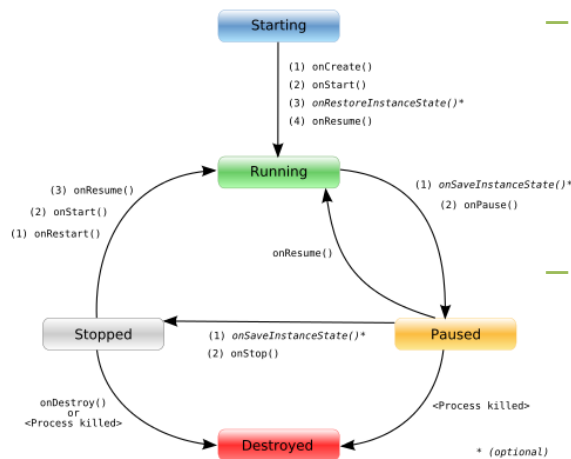 Starting
(1) onCreate()
(2) onStart()
(3) onRestoreInstanceState()*
(4) onResume()
Running
(3) onResume()
(2) onStart()
(1) onRestart()
(1) onSaveInstanceState()*
(2) onPause()
onResume()
Stopped
(1) onSaveInstanceState()*
(2) onStop()
Paused
onDestroy()
or
<Process killed>
<Process killed>
Destroyed
* (optional)